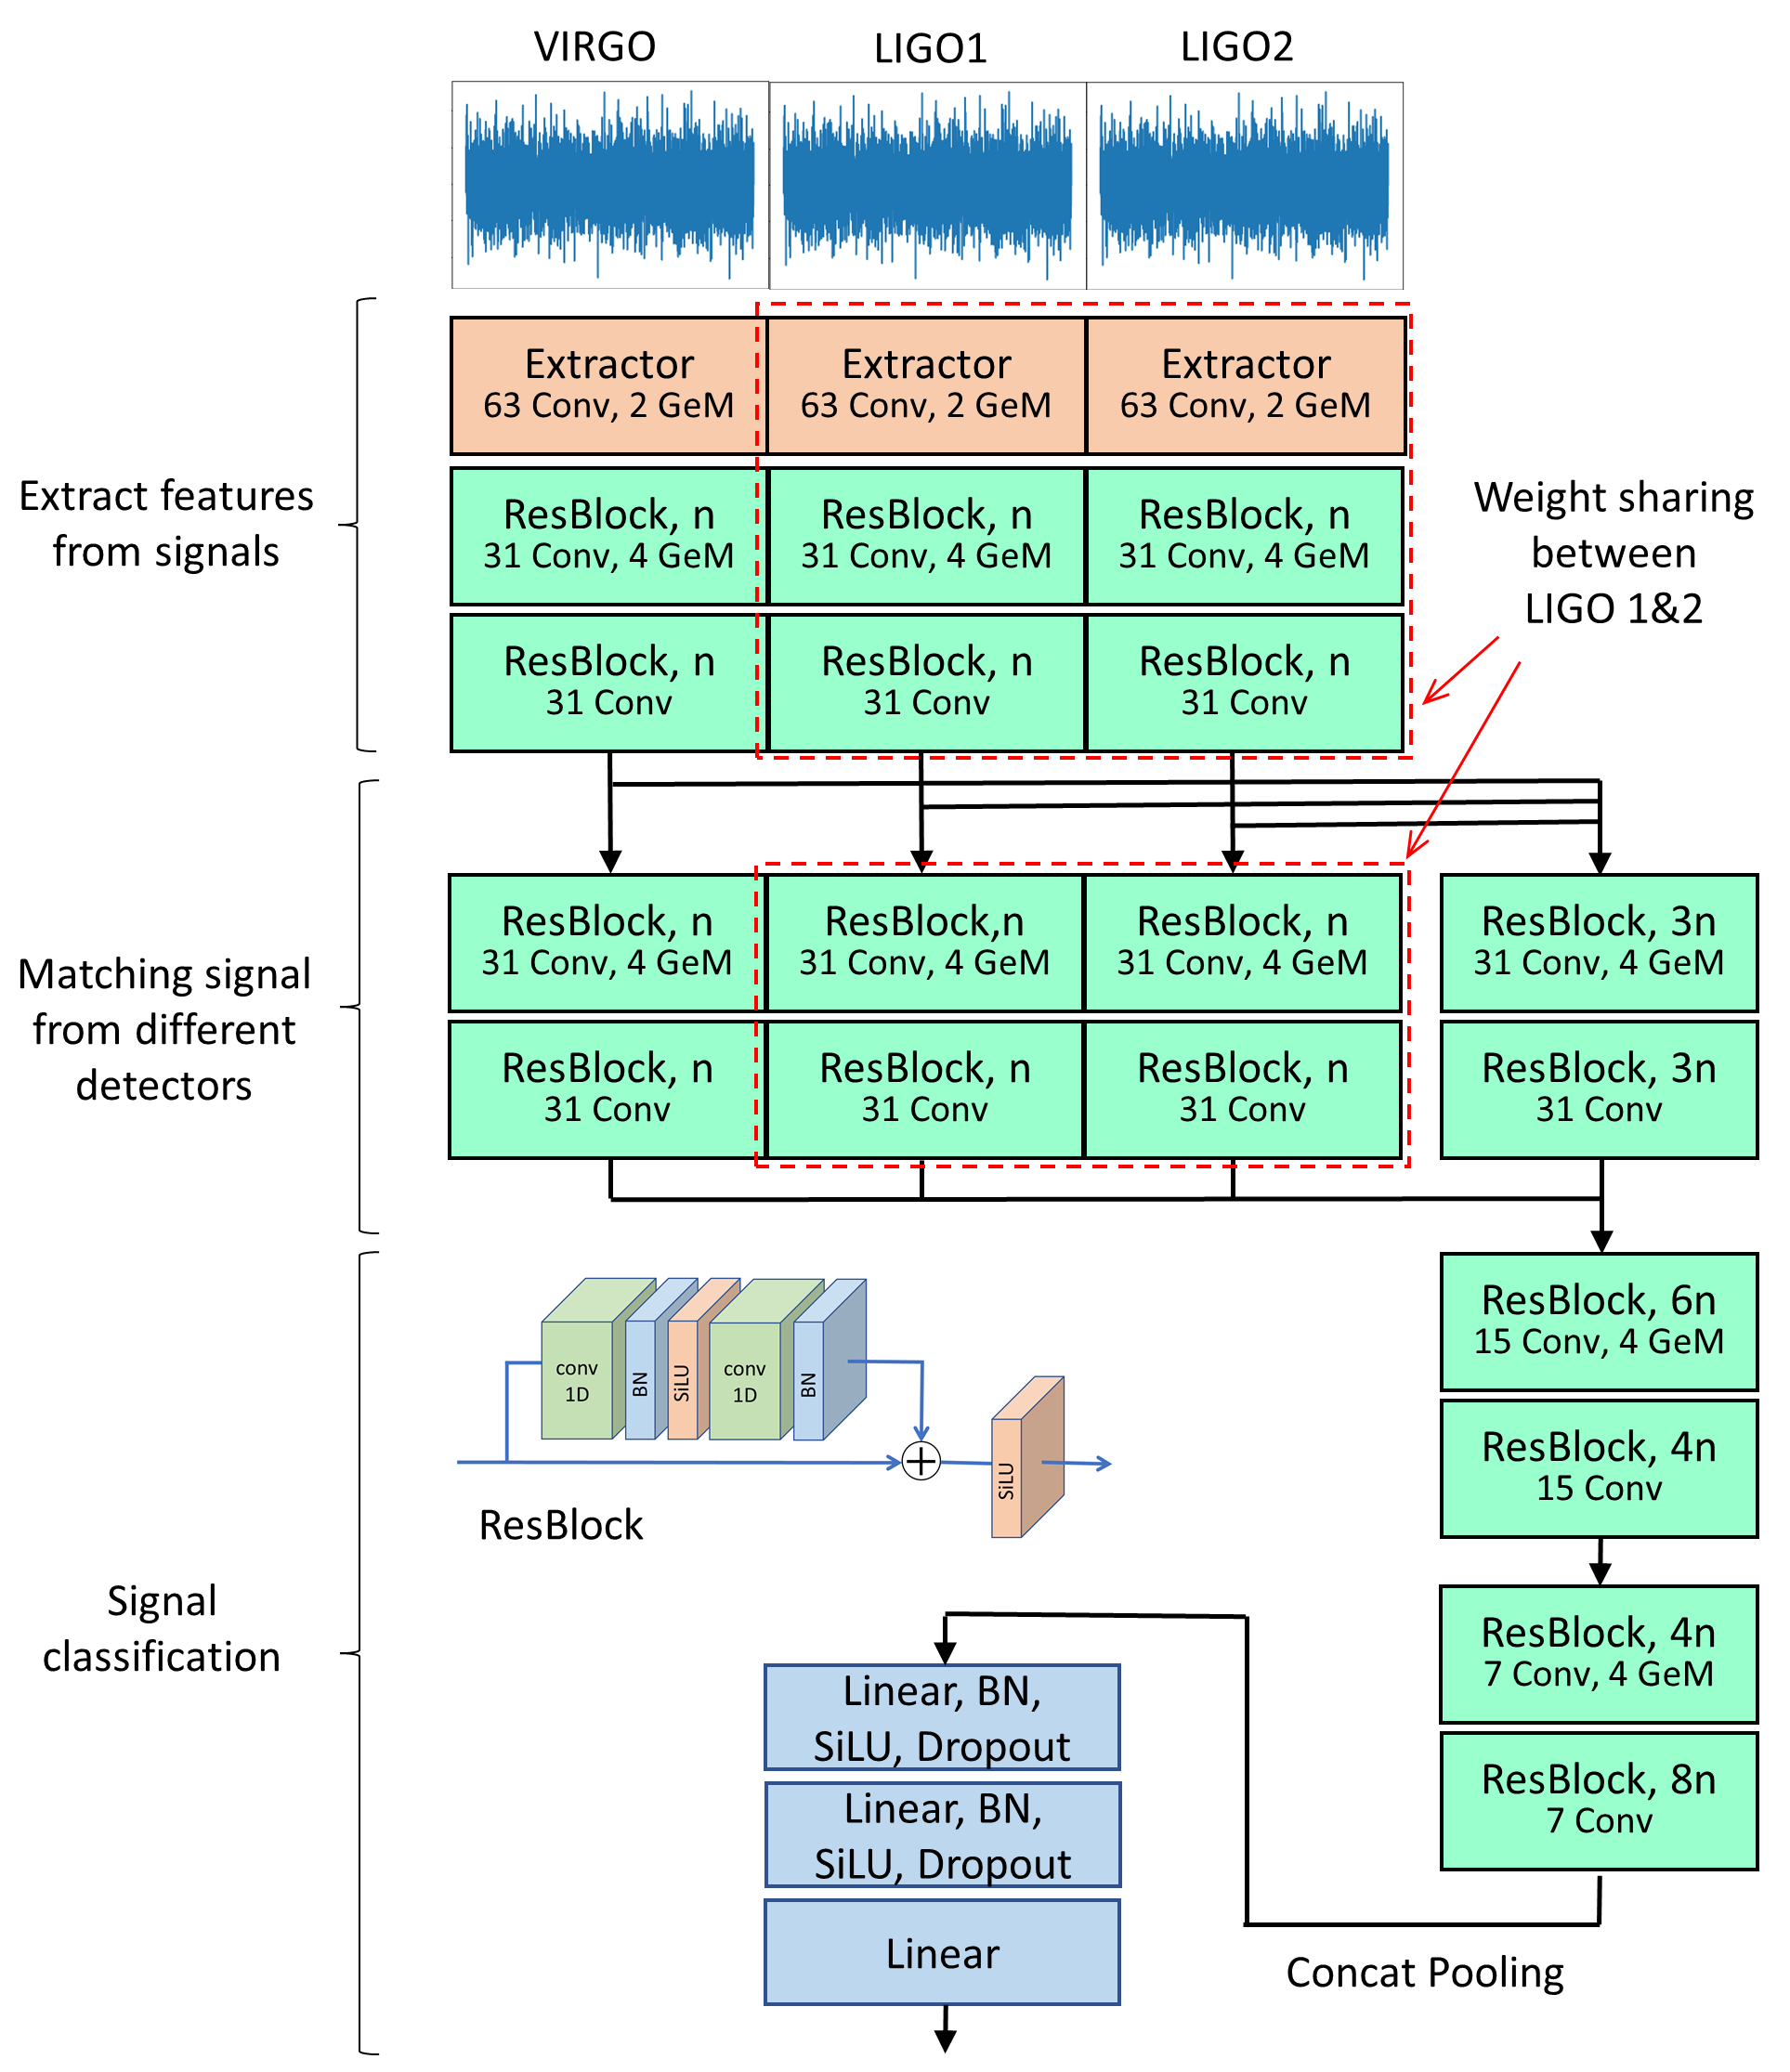 VIRGO
LIGO1
LIGO2
Extract features
from signals
Extractor
63 Conv, 2 GeM
Extractor
63 Conv, 2 GeM
Extractor
63 Conv, 2 GeM
ResBlock, n
31 Conv, 4 GeM
ResBlock, n
31 Conv, 4 GeM
ResBlock, n
31 Conv, 4 GeM
ResBlock, n
31 Conv
ResBlock, n
31 Conv
ResBlock, n
31 Conv
Weight sharing
between
LIGO 1&2
Matching signal
from different
detectors
ResBlock, n
31 Conv, 4 GeM
ResBlock,n
31 Conv, 4 GeM
ResBlock, n
31 Conv, 4 GeM
ResBlock, 3n
31 Conv, 4 GeM
ResBlock, n
31 Conv
ResBlock, n
31 Conv
ResBlock, n
31 Conv
ResBlock, 3n
31 Conv
Signal
classification
conv
1D
BN
SiLU
conv
1D
BN
SiLU
ResBlock
ResBlock, 6n
15 Conv, 4 GeM
ResBlock, 4n
15 Conv
ResBlock, 4n
7 Conv, 4 GeM
ResBlock, 8n
7 Conv
Concat Pooling
Linear, BN,
SiLU, Dropout
Linear, BN,
SiLU, Dropout
Linear